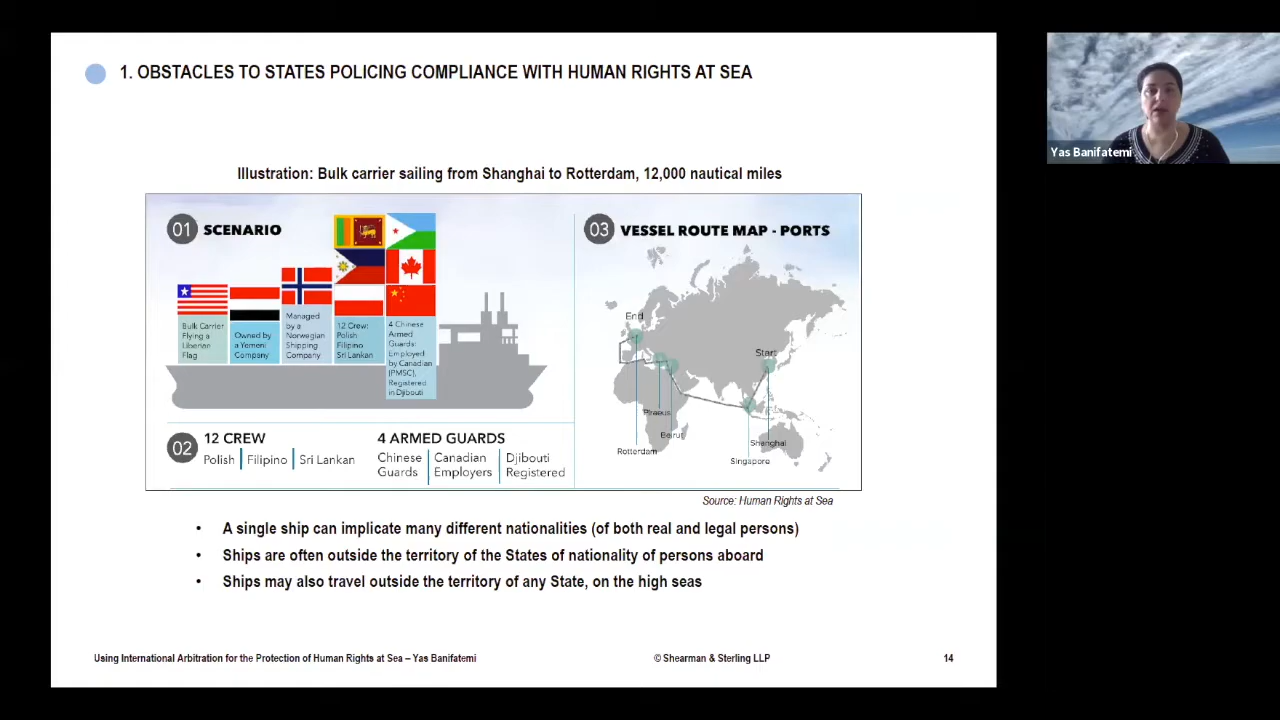 1. OBSTACLES TO STATES POLICING COMPLIANCE WITH HUMAN RIGHTS AT SEA
Yas Banifatemi
Illustration: Bulk carrier sailing from Shanghai to Rotterdam, 12,000 nautical miles
01 SCENARIO
Bulk Carrier
Flying a
Liberian
Flag
Owned by
a Yemeni
Company
Managed
by a
Norwegian
Shipping
Company
12 Crew:
Polish
Filipino
Sri Lankan
4 Chinese
Armed
Guards:
Employed
by Canadian
(PMSC),
Registered
in Djibouti
02
12 CREW
Polish
Filipino
Sri Lankan
4 ARMED GUARDS
Chinese
Guards
Canadian
Employers
Djibouti
Registered
03 VESSEL ROUTE MAP - PORTS
End
Start
Piraeus
Beirut
Rotterdam
Shanghai
Singapore
Source: Human Rights at Sea
• A single ship can implicate many different nationalities (of both real and legal persons)
• Ships are often outside the territory of the States of nationality of persons aboard
• Ships may also travel outside the territory of any State, on the high seas
Using International Arbitration for the Protection of Human Rights at Sea – Yas Banifatemi
© Shearman & Sterling LLP
14